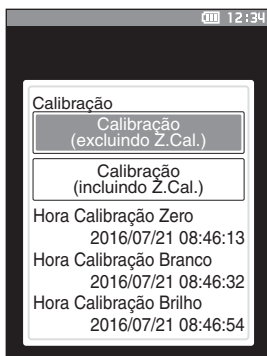 12:34
Calibração
Calibração
(excluindo Z.Cal.)
Calibração
(incluindo Z.Cal.)
Hora Calibração Zero
2016/07/21 08:46:13
Hora Calibração Branco
2016/07/21 08:46:32
Hora Calibração Brilho
2016/07/21 08:46:54